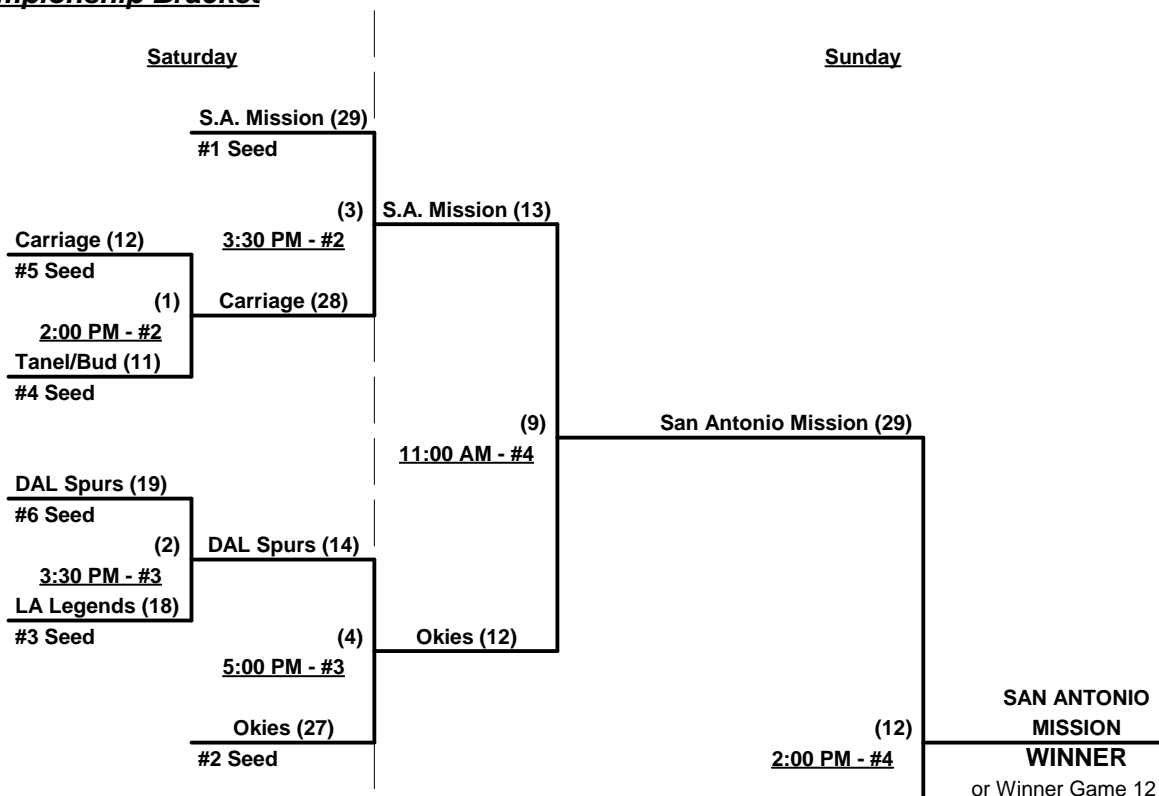 Saturday
Sunday
S.A. Mission (29)
#1 Seed
(3)
3:30 PM - #2
S.A. Mission (13)
Carriage (12)
#5 Seed
(1)
2:00 PM - #2
Carriage (28)
Tanel/Bud (11)
#4 Seed
(9)
11:00 AM - #4
San Antonio Mission (29)
DAL Spurs (19)
#6 Seed
(2)
3:30 PM - #3
DAL Spurs (14)
LA Legends (18)
#3 Seed
(4)
5:00 PM - #3
Okies (12)
Okies (27)
#2 Seed
(12)
2:00 PM - #4
SAN ANTONIO
MISSION
WINNER
or Winner Game 12